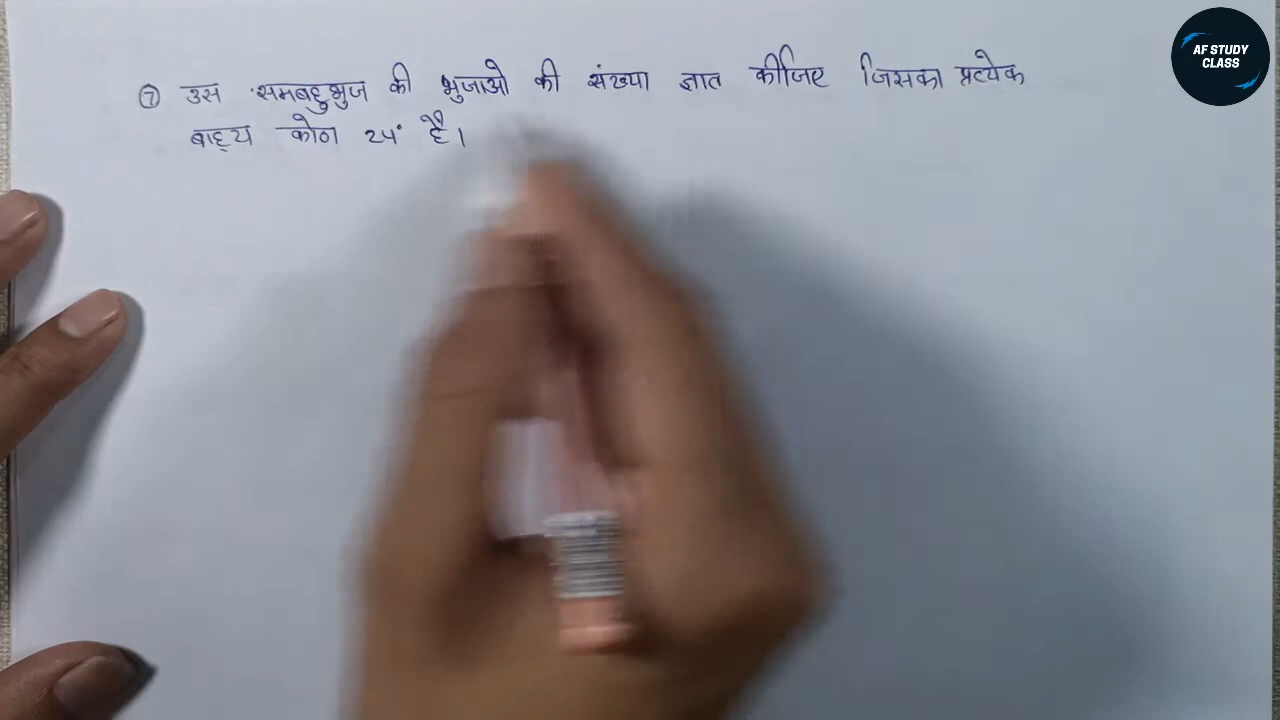 AF STUDY
CLASS
⑦ उस समबहुभुज की भुजाओ की संख्या ज्ञात कीजिए जिसका प्रत्येक
बाह्य कोण 24° है।